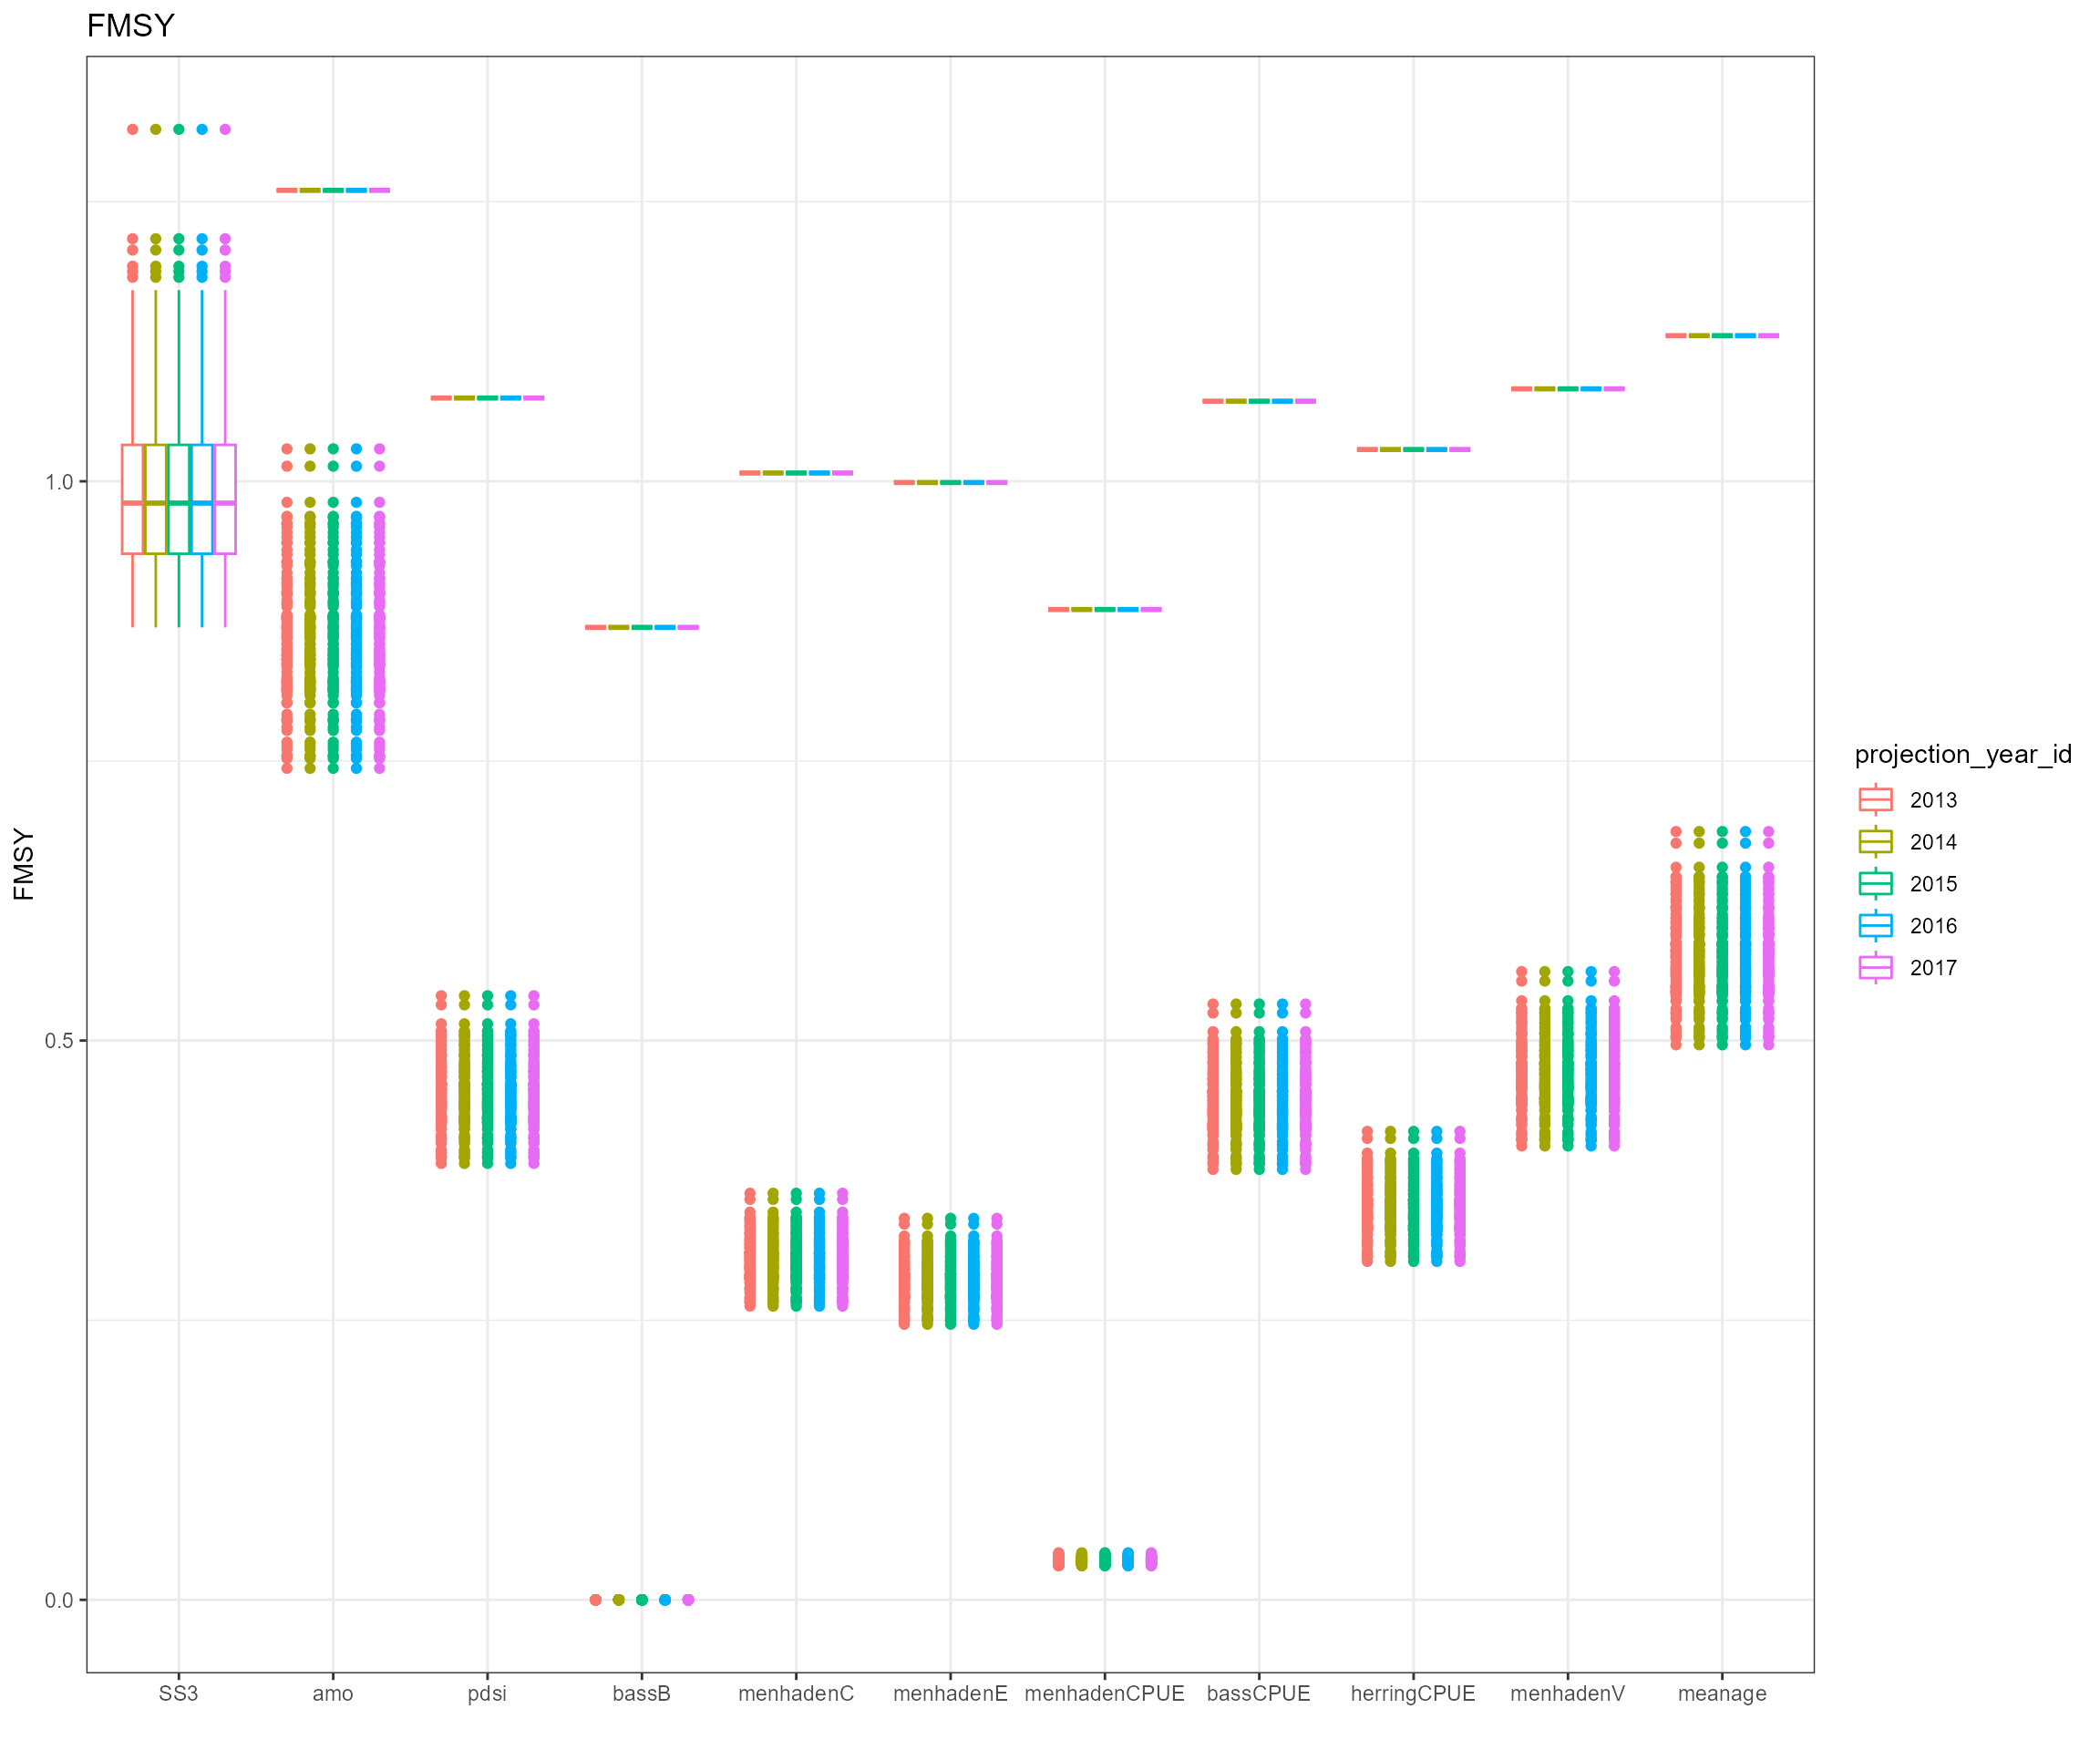 FMSY
FMSY
1.0
0.5
0.0
SS3 amo pdsi bassB menhadenC menhadenE menhadenCPUE bassCPUE herringCPUE menhadenV meanage
projection_year_id
2013
2014
2015
2016
2017